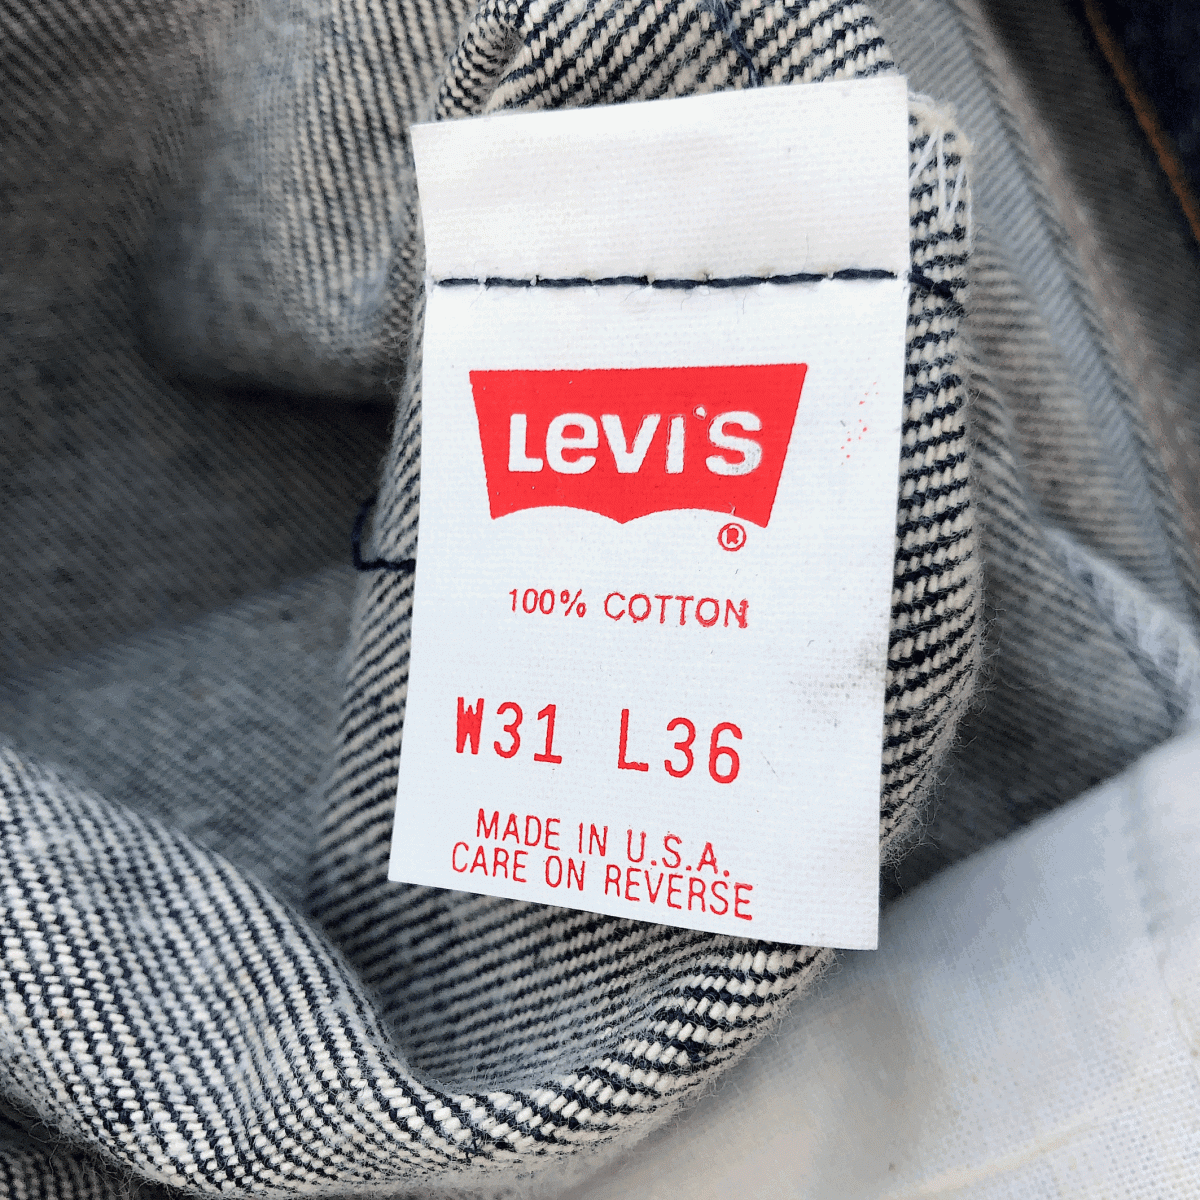 LEVI'S
®
100% COTTON
W31 L36
MADE IN U.S.A.
CARE ON REVERSE